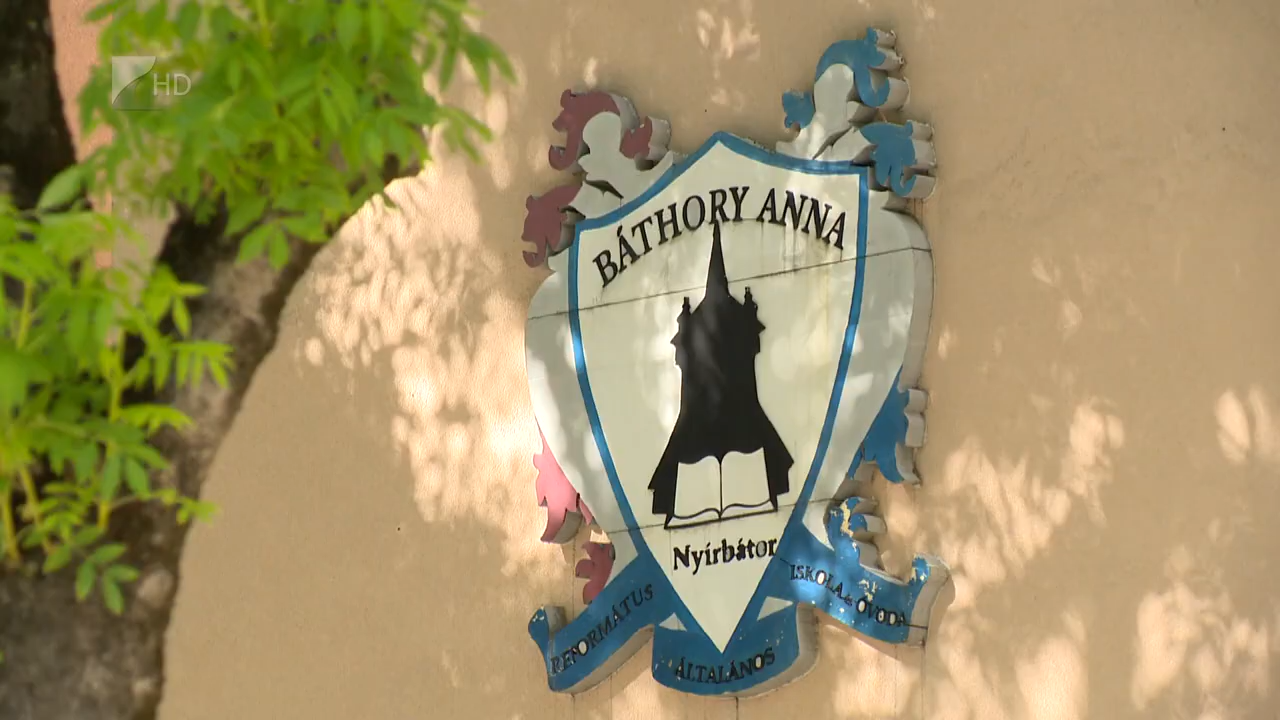 HD
BÁTHORY ANNA
Nyírbátor
REFORMÁTUS
ÁLTALÁNOS
ISKOLA és ÓVODA